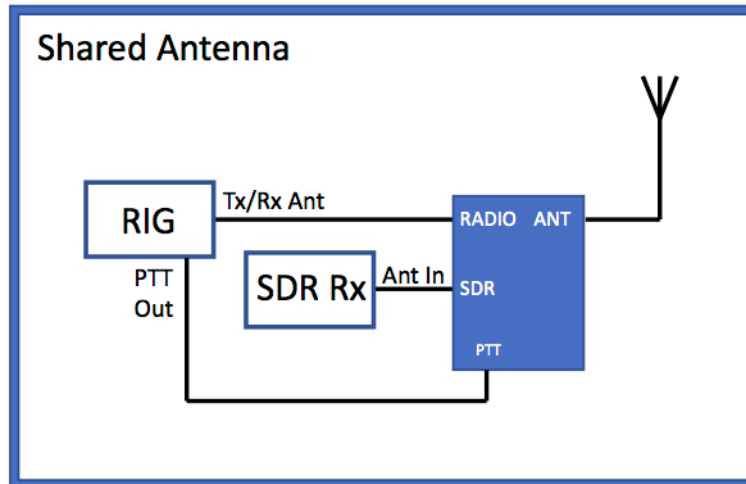 Shared Antenna
Tx/Rx Ant
RIG
RADIO ANT
PTT
Out
SDR Rx
Ant In
SDR
PTT